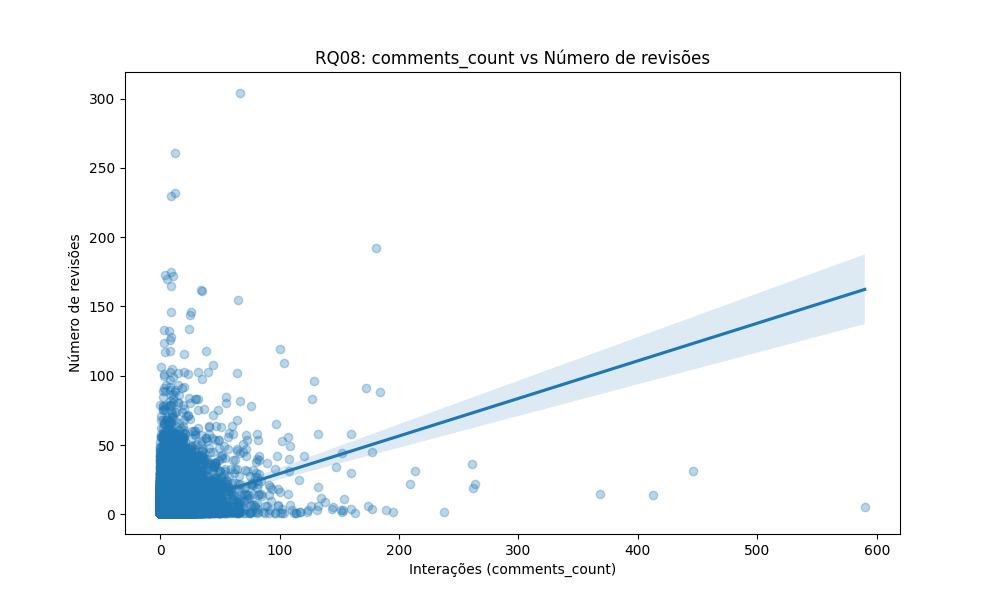 RQ08: comments_count vs Número de revisões
300
250
200
150
100
50
0
Número de revisões
0 100 200 300 400 500 600
Interações (comments_count)